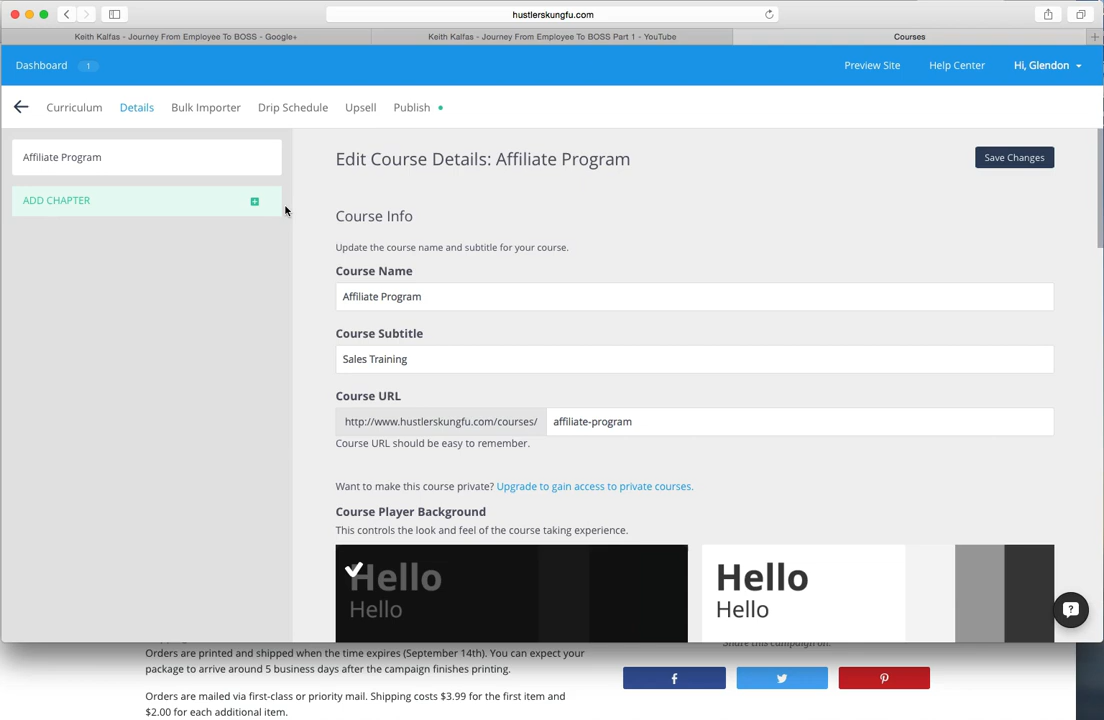 hustlerskungfu.com
Keith Kalfas - Journey From Employee To BOSS - Google+
Keith Kalfas - Journey From Employee To BOSS Part 1 - YouTube
Courses
Dashboard 1
Preview Site
Help Center
Hi, Glendon
Curriculum
Details
Bulk Importer
Drip Schedule
Upsell
Publish
Affiliate Program
ADD CHAPTER
Edit Course Details: Affiliate Program
Save Changes
Course Info
Update the course name and subtitle for your course.
Course Name
Affiliate Program
Course Subtitle
Sales Training
Course URL
http://www.hustlerskungfu.com/courses/ affiliate-program
Course URL should be easy to remember.
Want to make this course private? Upgrade to gain access to private courses.
Course Player Background
This controls the look and feel of the course taking experience.
Hello
Hello
Hello
Hello
Orders are printed and shipped when the time expires (September 14th). You can expect your
package to arrive around 5 business days after the campaign finishes printing.
Orders are mailed via first-class or priority mail. Shipping costs $3.99 for the first item and
$2.00 for each additional item.